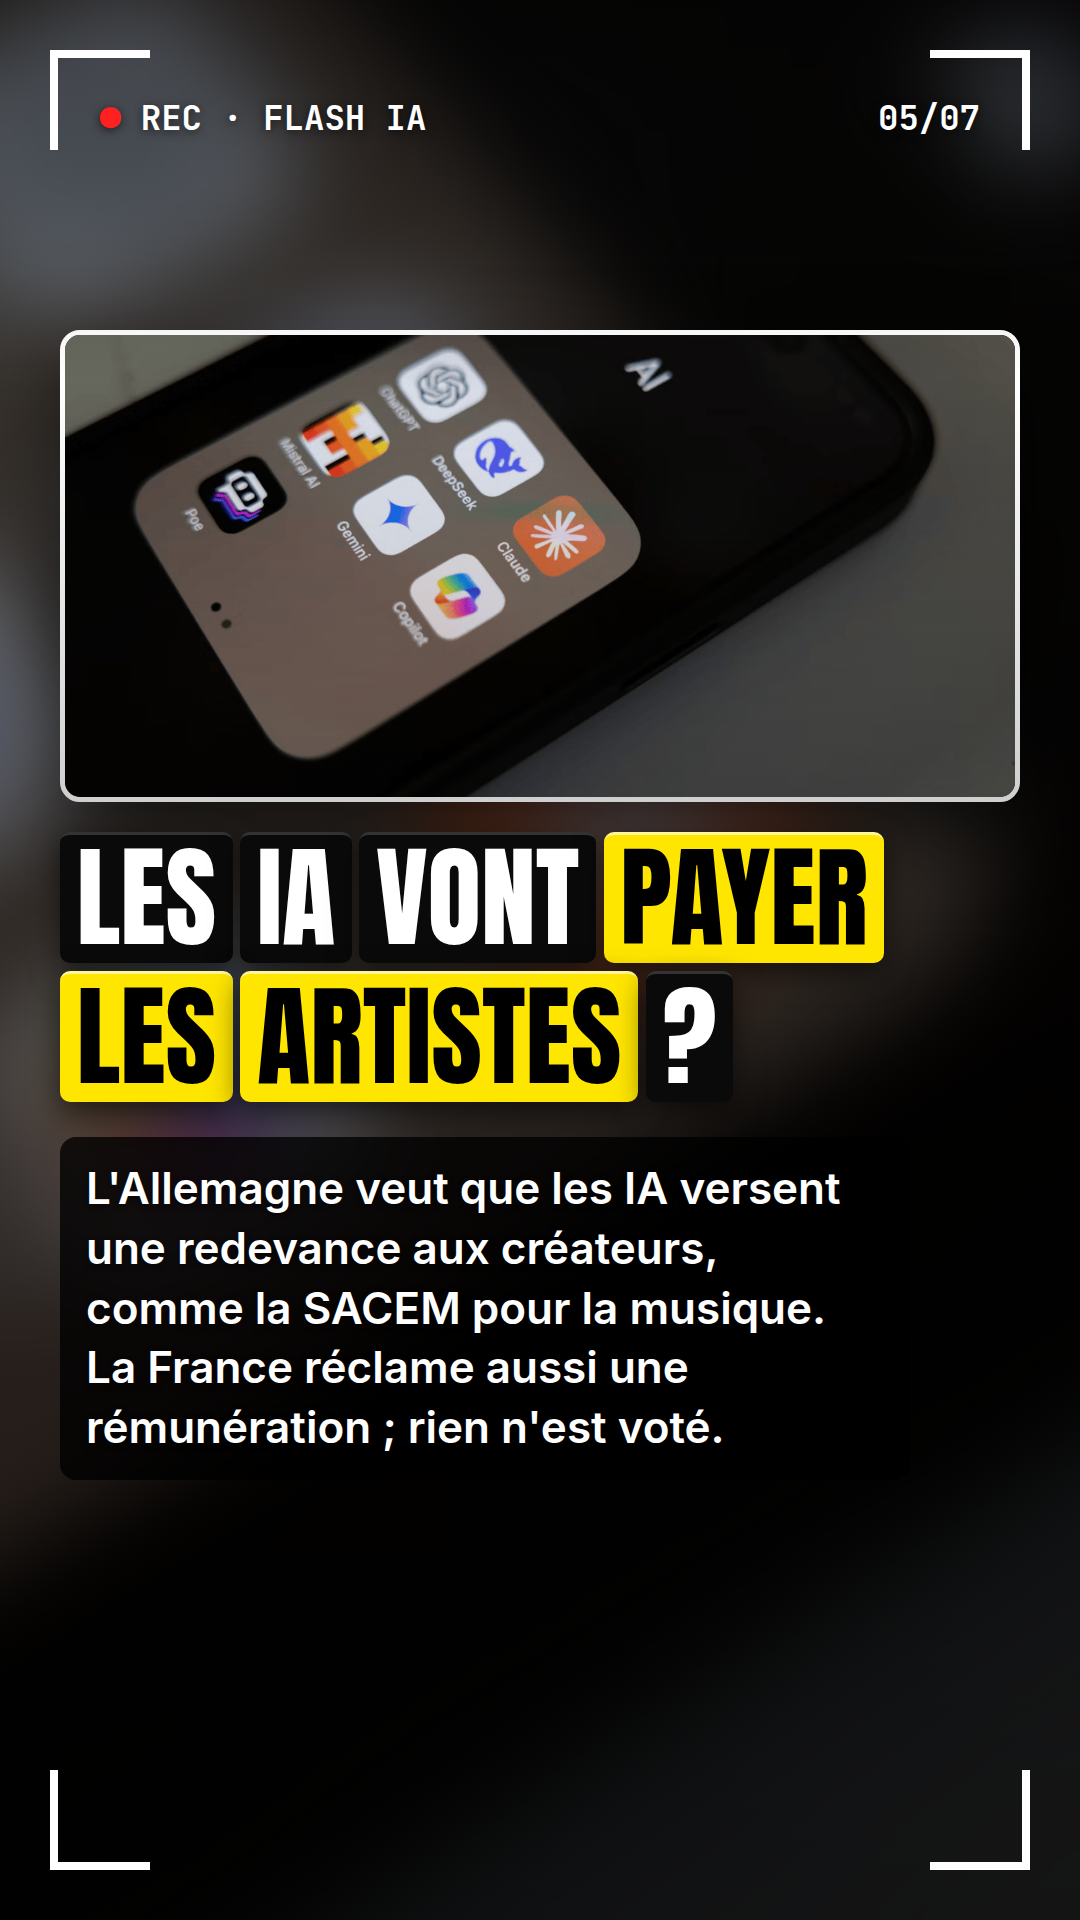 REC · FLASH IA
05/07
AI
ChatGPT
Mistral AI
DeepSeek
Poe
Gemini
Claude
Copilot
LES IA VONT PAYER
LES ARTISTES ?
L'Allemagne veut que les IA versent
une redevance aux créateurs,
comme la SACEM pour la musique.
La France réclame aussi une
rémunération ; rien n'est voté.